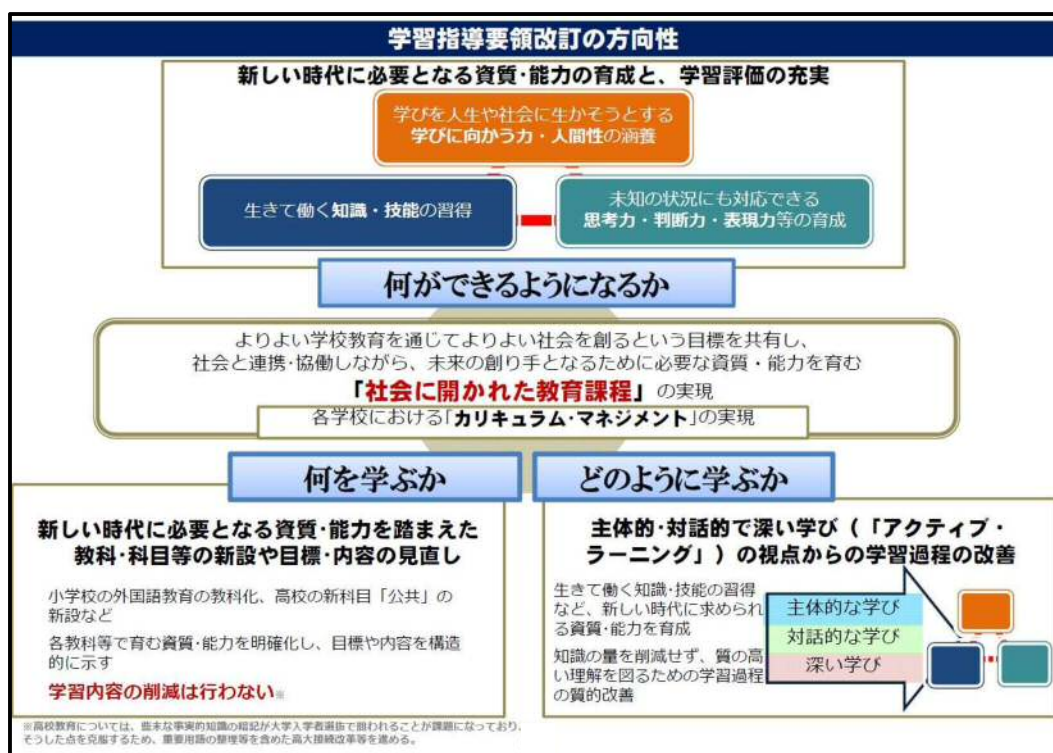 学習指導要領改訂の方向性
新しい時代に必要となる資質・能力の育成と、学習評価の充実
学びを人生や社会に生かそうとする
学びに向かう力・人間性の涵養
生きて働く知識・技能の習得
未知の状況にも対応できる
思考力・判断力・表現力等の育成
何ができるようになるか
よりよい学校教育を通じてよりよい社会を創るという目標を共有し、
社会と連携・協働しながら、未来の創り手となるために必要な資質・能力を育む
「社会に開かれた教育課程」の実現
各学校における「カリキュラム・マネジメント」の実現
何を学ぶか
新しい時代に必要となる資質・能力を踏まえた
教科・科目等の新設や目標・内容の見直し
小学校の外国語教育の教科化、高校の新科目「公共」の
新設など
各教科等で育む資質・能力を明確化し、目標や内容を構造
的に示す
学習内容の削減は行わない※
どのように学ぶか
主体的・対話的で深い学び（「アクティブ・
ラーニング」）の視点からの学習過程の改善
生きて働く知識・技能の習得
など、新しい時代に求められ
る資質・能力を育成
知識の量を削減せず、質の高
い理解を図るための学習過程
の質的改善
主体的な学び
対話的な学び
深い学び
※高校教育については、些末な事実的知識の暗記が大学入学者選抜で問われることが課題になっており、
そうした点を克服するため、重要用語の整理等を含めた高大接続改革等を進める。